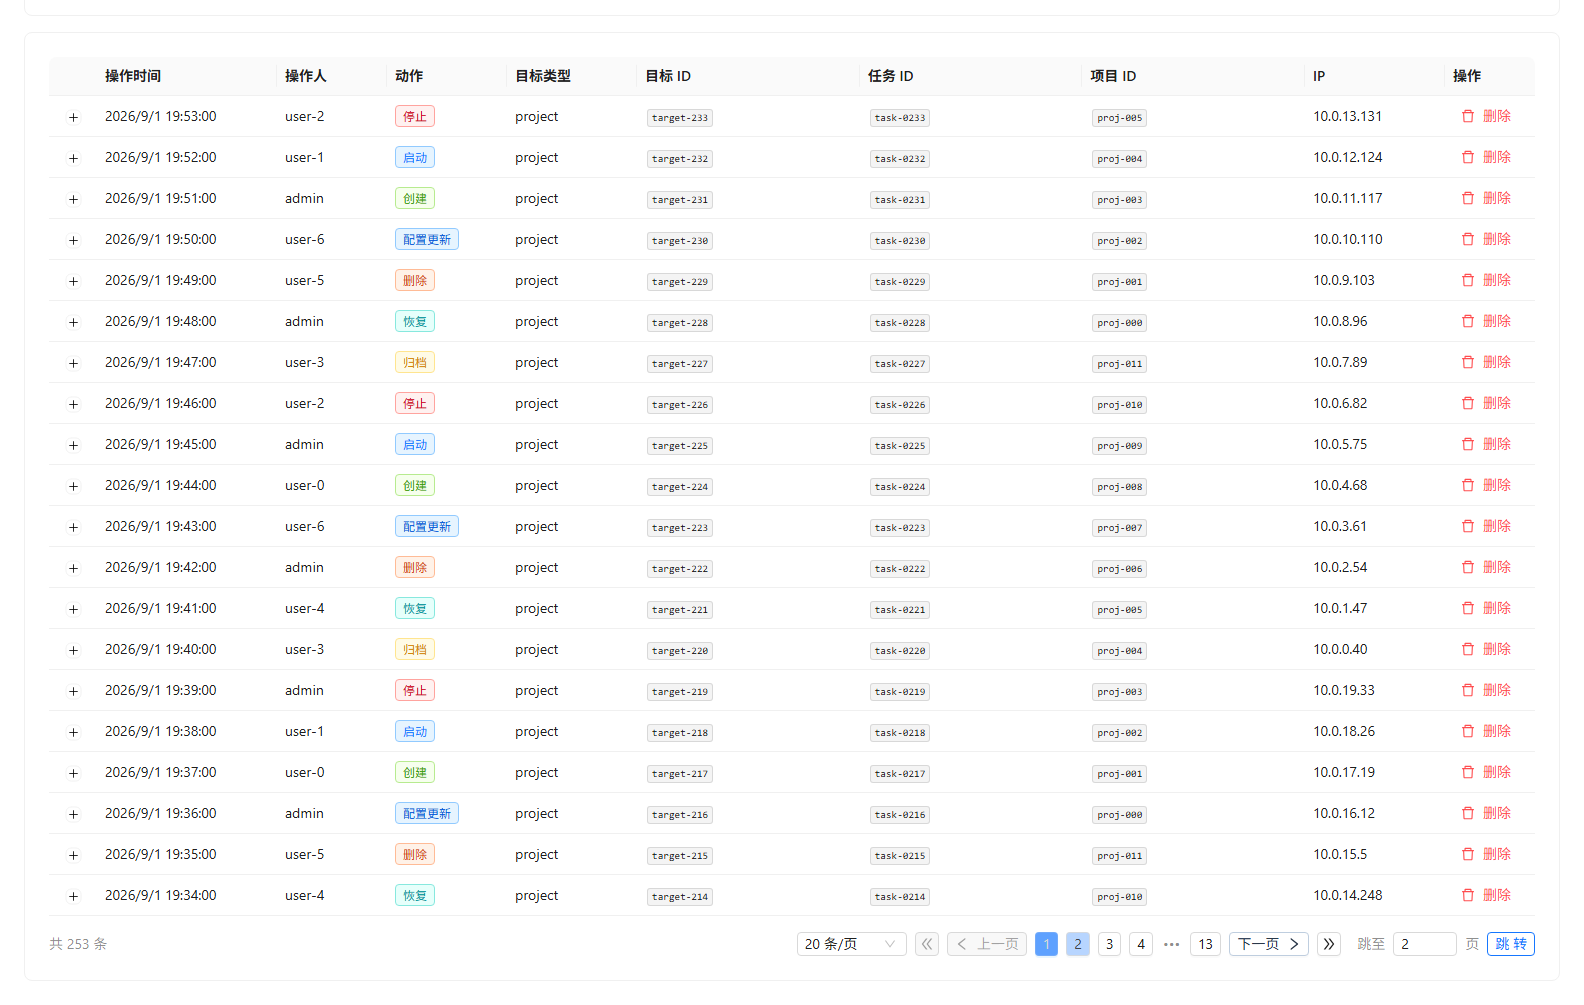 操作时间 操作人 动作 目标类型 目标 ID 任务 ID 项目 ID IP 操作
+ 2026/9/1 19:53:00 user-2 停止 project target-233 task-0233 proj-005 10.0.13.131 删除
+ 2026/9/1 19:52:00 user-1 启动 project target-232 task-0232 proj-004 10.0.12.124 删除
+ 2026/9/1 19:51:00 admin 创建 project target-231 task-0231 proj-003 10.0.11.117 删除
+ 2026/9/1 19:50:00 user-6 配置更新 project target-230 task-0230 proj-002 10.0.10.110 删除
+ 2026/9/1 19:49:00 user-5 删除 project target-229 task-0229 proj-001 10.0.9.103 删除
+ 2026/9/1 19:48:00 admin 恢复 project target-228 task-0228 proj-000 10.0.8.96 删除
+ 2026/9/1 19:47:00 user-3 归档 project target-227 task-0227 proj-011 10.0.7.89 删除
+ 2026/9/1 19:46:00 user-2 停止 project target-226 task-0226 proj-010 10.0.6.82 删除
+ 2026/9/1 19:45:00 admin 启动 project target-225 task-0225 proj-009 10.0.5.75 删除
+ 2026/9/1 19:44:00 user-0 创建 project target-224 task-0224 proj-008 10.0.4.68 删除
+ 2026/9/1 19:43:00 user-6 配置更新 project target-223 task-0223 proj-007 10.0.3.61 删除
+ 2026/9/1 19:42:00 admin 删除 project target-222 task-0222 proj-006 10.0.2.54 删除
+ 2026/9/1 19:41:00 user-4 恢复 project target-221 task-0221 proj-005 10.0.1.47 删除
+ 2026/9/1 19:40:00 user-3 归档 project target-220 task-0220 proj-004 10.0.0.40 删除
+ 2026/9/1 19:39:00 admin 停止 project target-219 task-0219 proj-003 10.0.19.33 删除
+ 2026/9/1 19:38:00 user-1 启动 project target-218 task-0218 proj-002 10.0.18.26 删除
+ 2026/9/1 19:37:00 user-0 创建 project target-217 task-0217 proj-001 10.0.17.19 删除
+ 2026/9/1 19:36:00 admin 配置更新 project target-216 task-0216 proj-000 10.0.16.12 删除
+ 2026/9/1 19:35:00 user-5 删除 project target-215 task-0215 proj-011 10.0.15.5 删除
+ 2026/9/1 19:34:00 user-4 恢复 project target-214 task-0214 proj-010 10.0.14.248 删除
共 253 条 20 条/页 上一页 1 2 3 4 ••• 13 下一页 跳至 2 页 跳 转